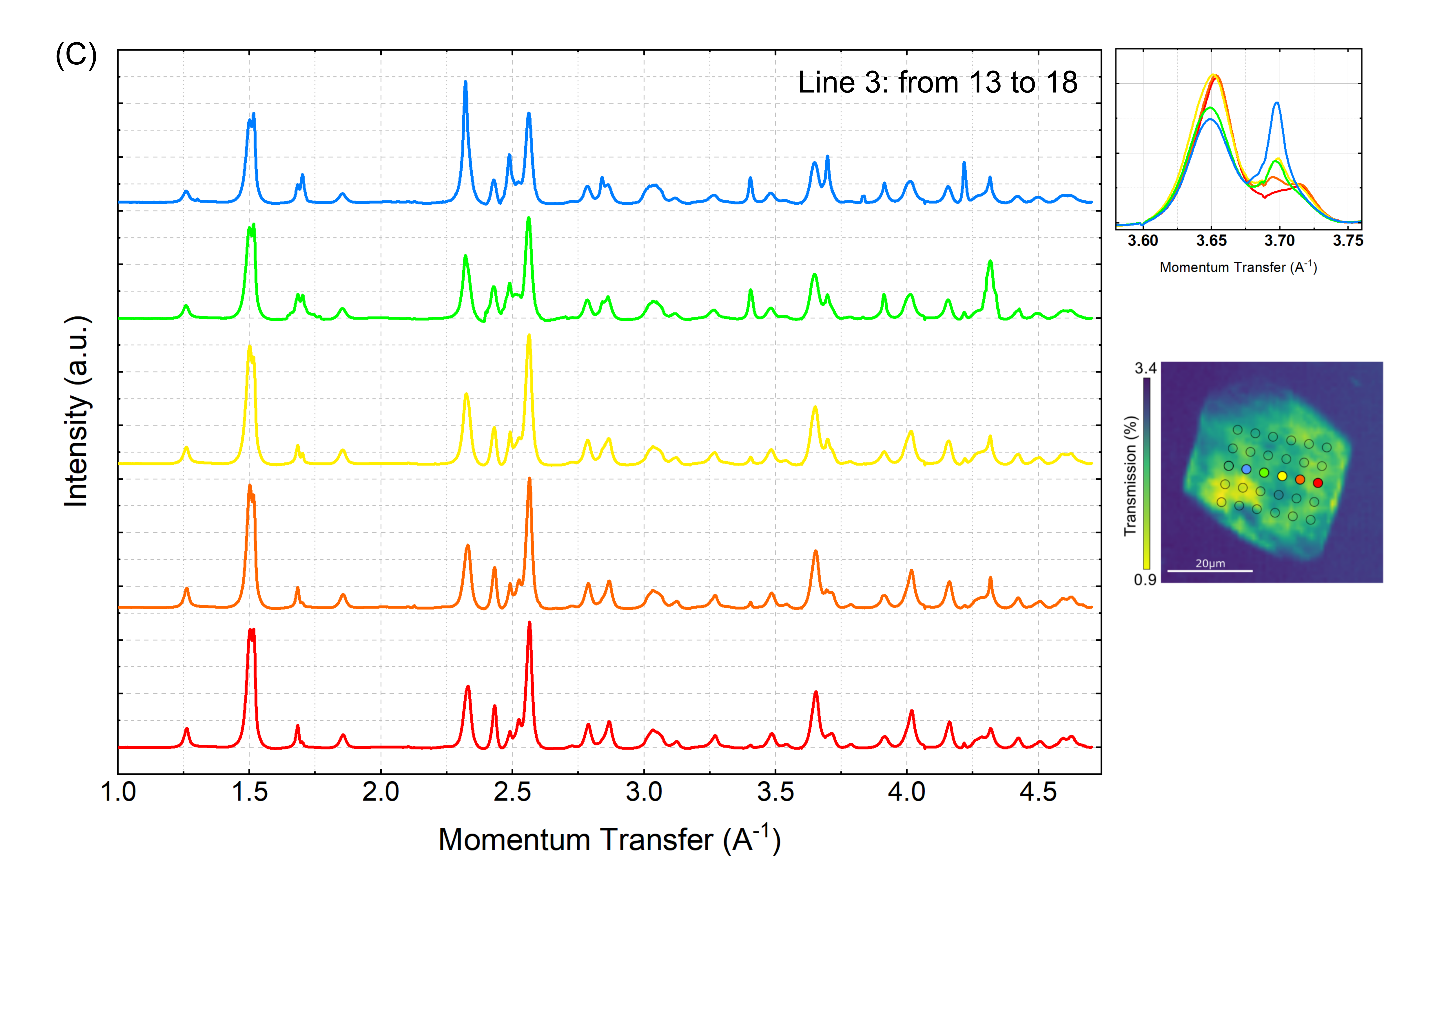 (C)
Line 3: from 13 to 18
Intensity (a.u.)
1.0 1.5 2.0 2.5 3.0 3.5 4.0 4.5
Momentum Transfer (A⁻¹)
3.60 3.65 3.70 3.75
Momentum Transfer (A⁻¹)
3.4
Transmission (%)
0.9
20μm